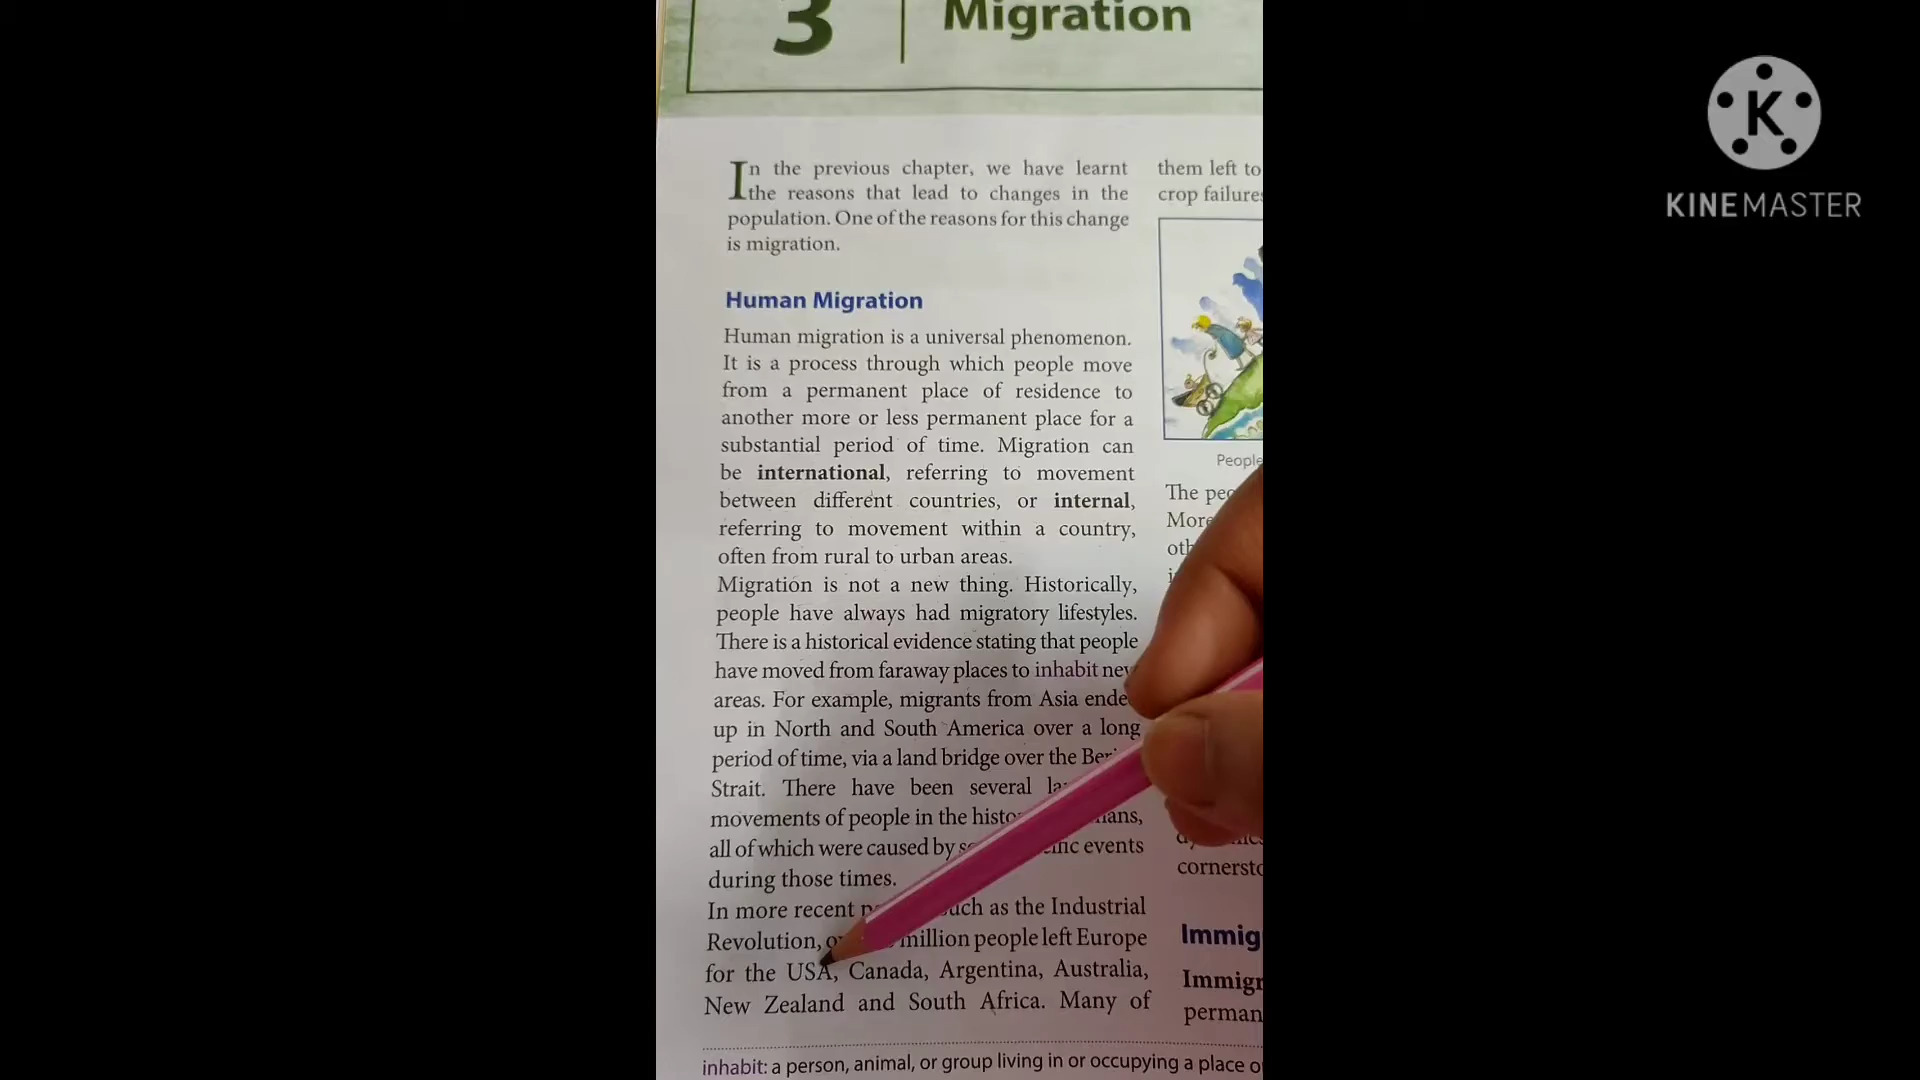 3
Migration
In the previous chapter, we have learnt
the reasons that lead to changes in the
population. One of the reasons for this change
is migration.
Human Migration
Human migration is a universal phenomenon.
It is a process through which people move
from a permanent place of residence to
another more or less permanent place for a
substantial period of time. Migration can
be international, referring to movement
between different countries, or internal,
referring to movement within a country,
often from rural to urban areas.
Migration is not a new thing. Historically,
people have always had migratory lifestyles.
There is a historical evidence stating that people
have moved from faraway places to inhabit
areas. For example, migrants from Asia
up in North and South America over a long
period of time, via a land bridge over the
Strait. There have been several
movements of people in the
all of which were caused by events
during those times.
In more recent such as the Industrial
Revolution, million people left Europe
for the USA, Canada, Argentina, Australia,
New Zealand and South Africa. Many of
them left to
crop
People
The
More
Immig
Immigr
perman
inhabit: a person, animal, or group living in or occupying a place
KINEMASTER
K